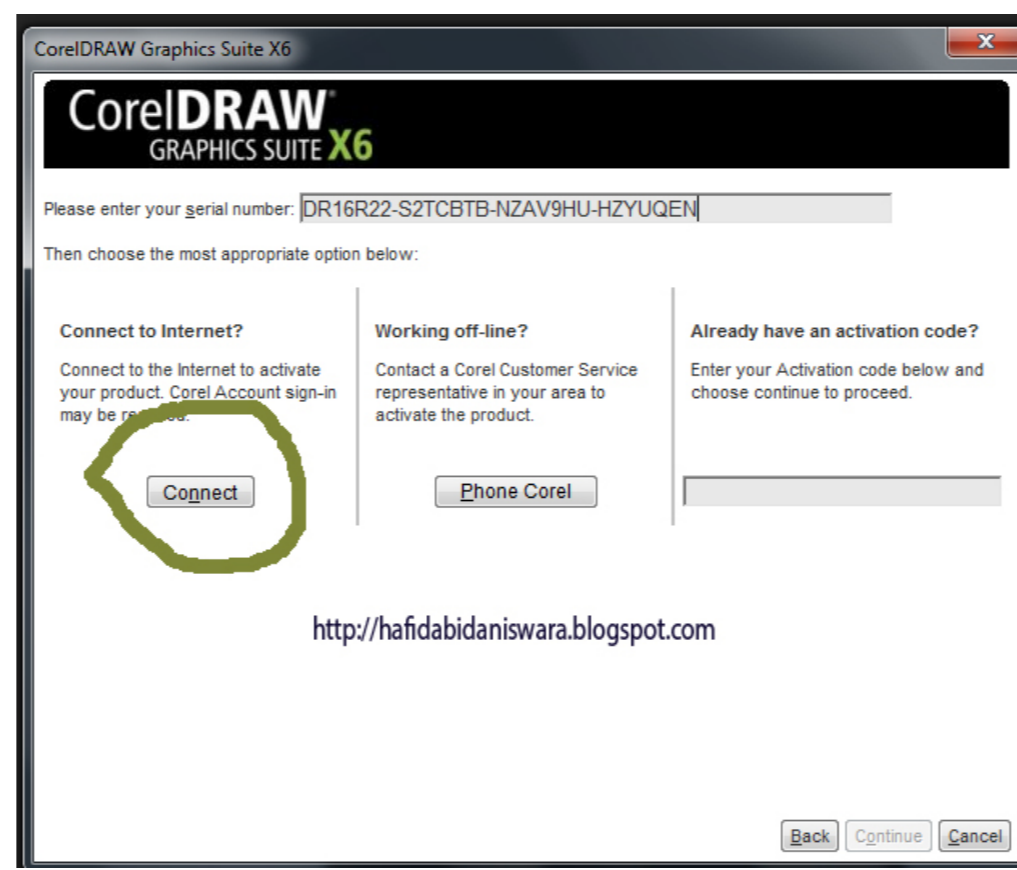 CorelDRAW Graphics Suite X6
CorelDRAW
GRAPHICS SUITE X6
Please enter your serial number: DR16R22-S2TCBTB-NZAV9HU-HZYUQEN
Then choose the most appropriate option below:
Connect to Internet?
Connect to the Internet to activate
your product. Corel Account sign-in
may be
Connect
Working off-line?
Contact a Corel Customer Service
representative in your area to
activate the product.
Phone Corel
Already have an activation code?
Enter your Activation code below and
choose continue to proceed.
http://hafidabidaniswara.blogspot.com
Back Continue Cancel